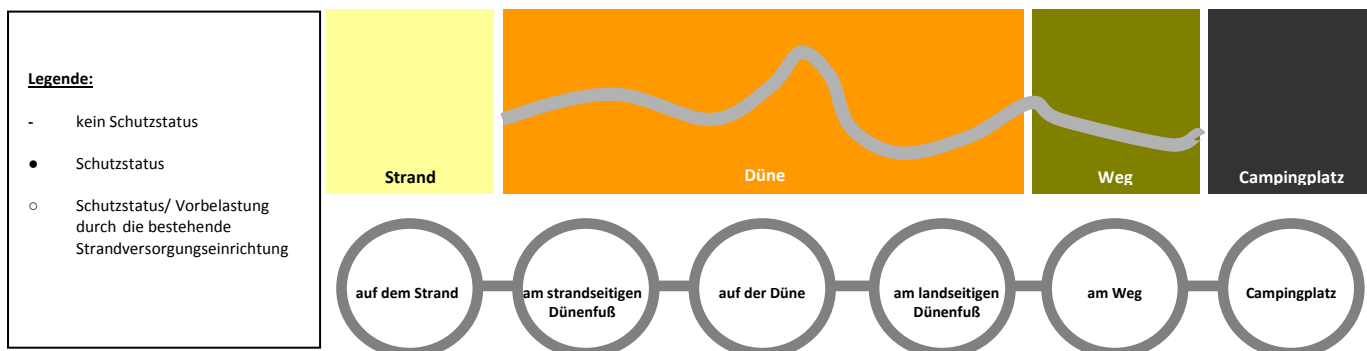 Legende:
- kein Schutzstatus
● Schutzstatus
○ Schutzstatus/ Vorbelastung
durch die bestehende
Strandversorgungseinrichtung
Strand
Düne
Weg
Campingplatz
auf dem Strand
am strandseitigen
Dünenfuß
auf der Düne
am landseitigen
Dünenfuß
am Weg
Campingplatz